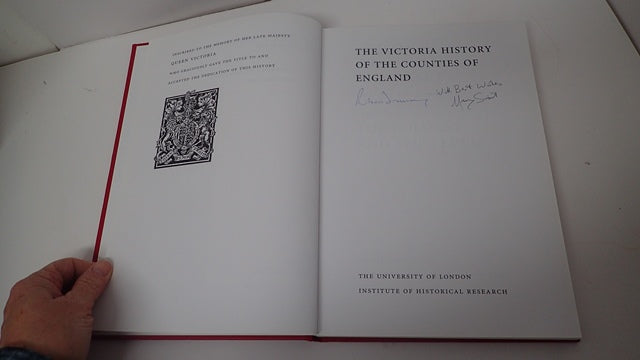 INSCRIBED TO THE MEMORY OF HER LATE MAJESTY
QUEEN VICTORIA
WHO GRACIOUSLY GAVE THE TITLE TO AND
ACCEPTED THE DEDICATION OF THIS HISTORY
THE VICTORIA HISTORY
OF THE COUNTIES OF
ENGLAND
With Best Wishes
THE UNIVERSITY OF LONDON
INSTITUTE OF HISTORICAL RESEARCH